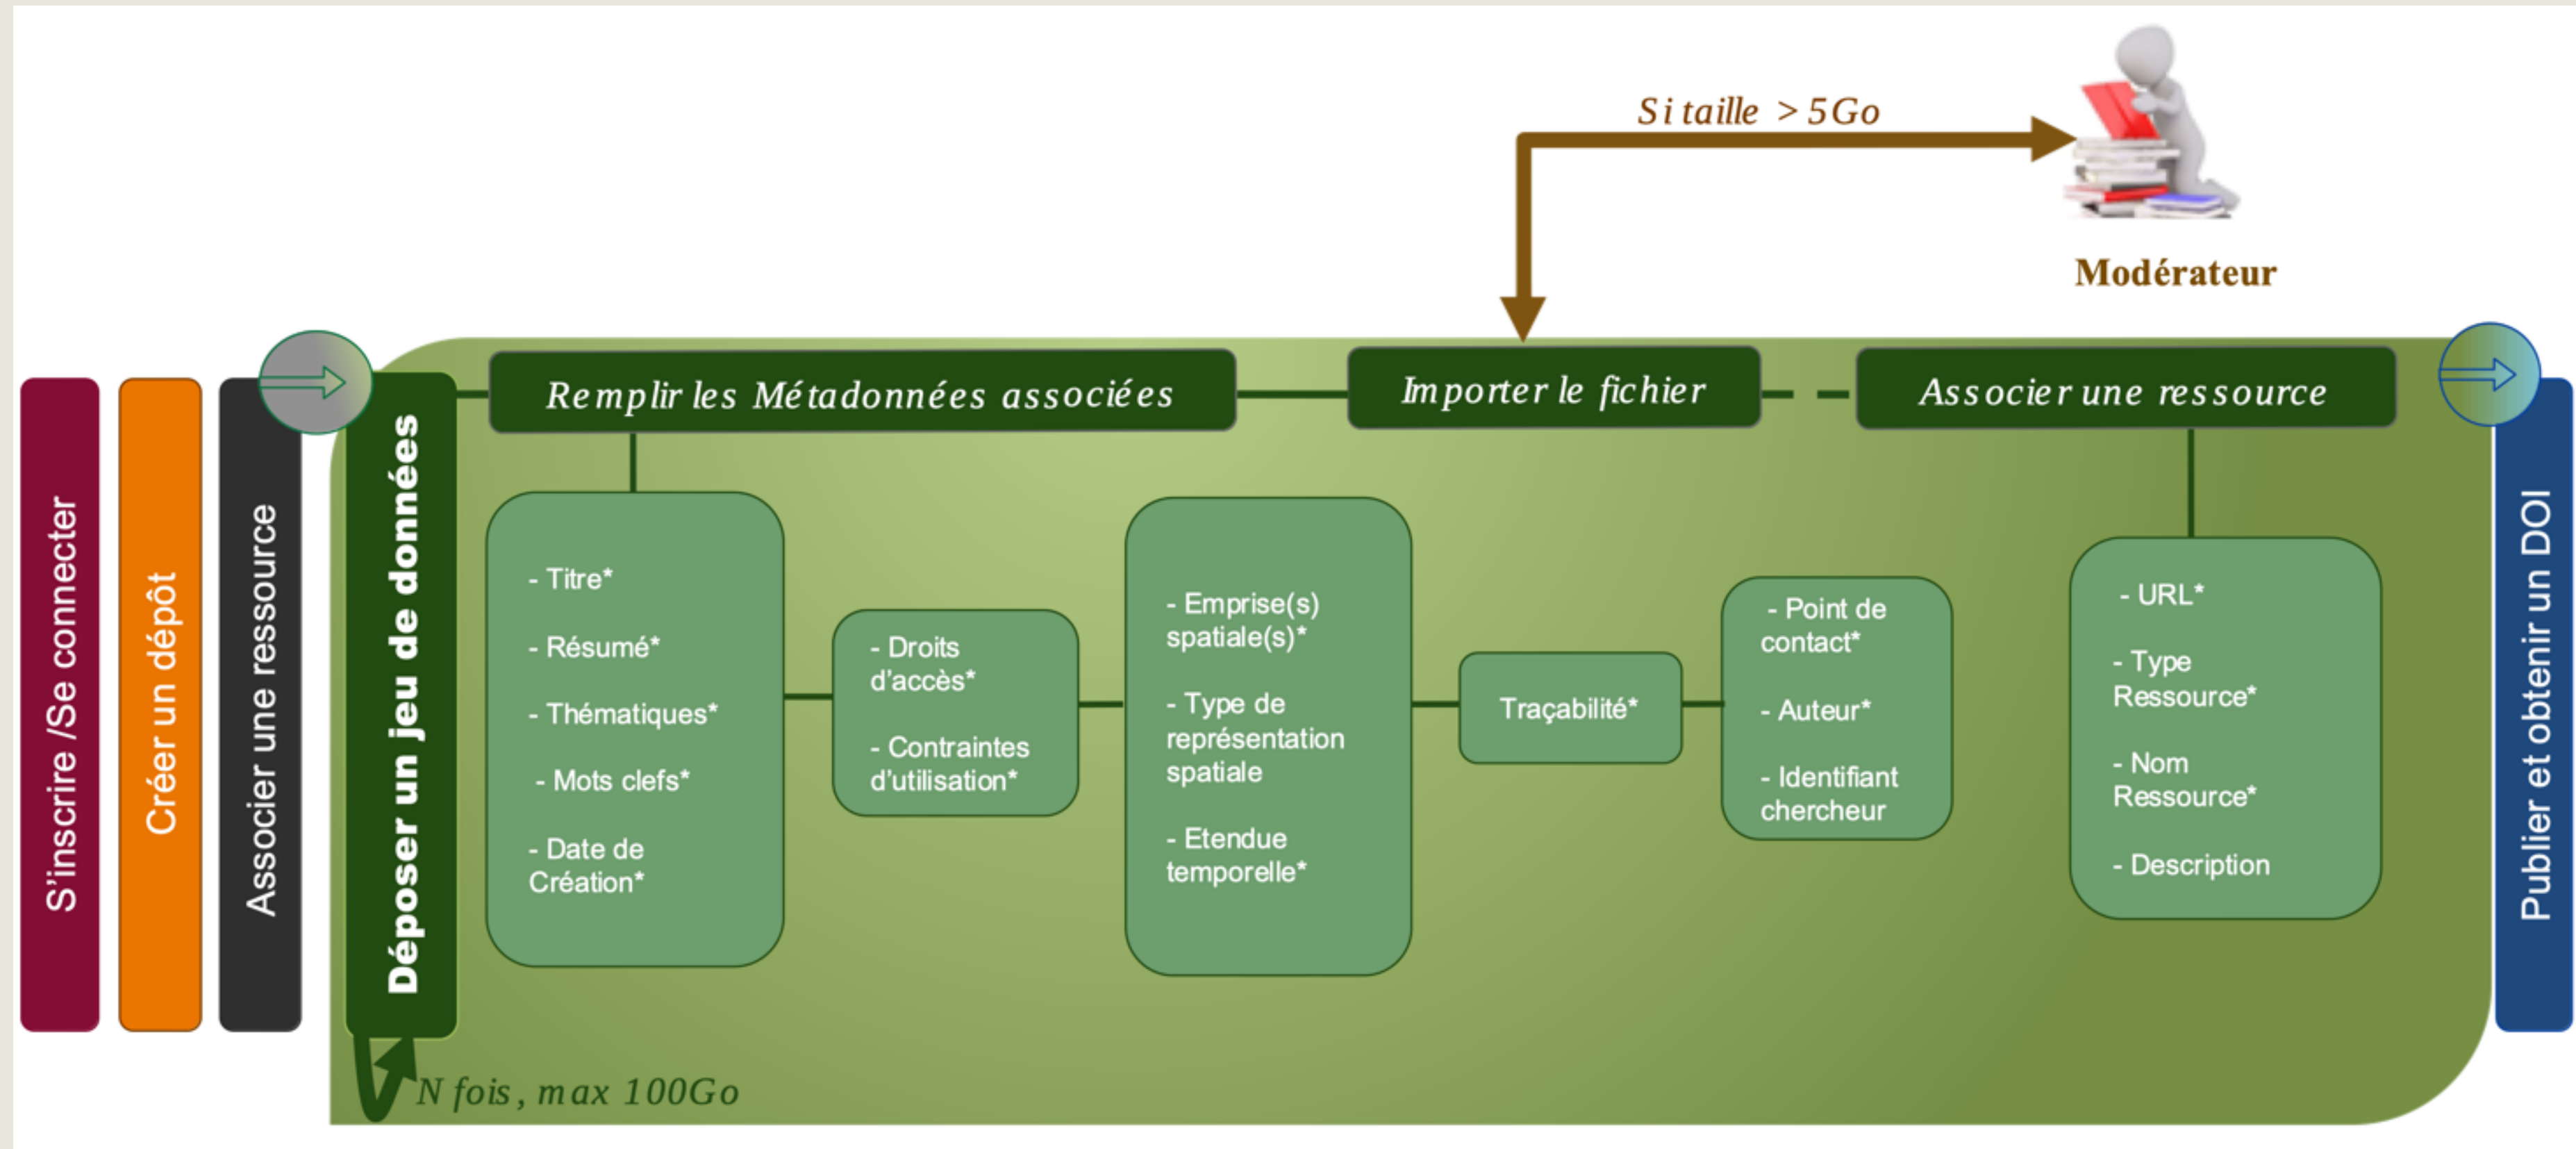 Si taille > 5Go
Modérateur
S'inscrire /Se connecter
Créer un dépôt
Associer une ressource
Déposer un jeu de données
Remplir les Métadonnées associées
Importer le fichier
Associer une ressource
- Titre*
- Résumé*
- Thématiques*
- Mots clefs*
- Date de
Création*
- Droits
d'accès*
- Contraintes
d'utilisation*
- Emprise(s)
spatiale(s)*
- Type de
représentation
spatiale
- Etendue
temporelle*
Traçabilité*
- Point de
contact*
- Auteur*
- Identifiant
chercheur
- URL*
- Type
Ressource*
- Nom
Ressource*
- Description
Publier et obtenir un DOI
N fois, max 100Go